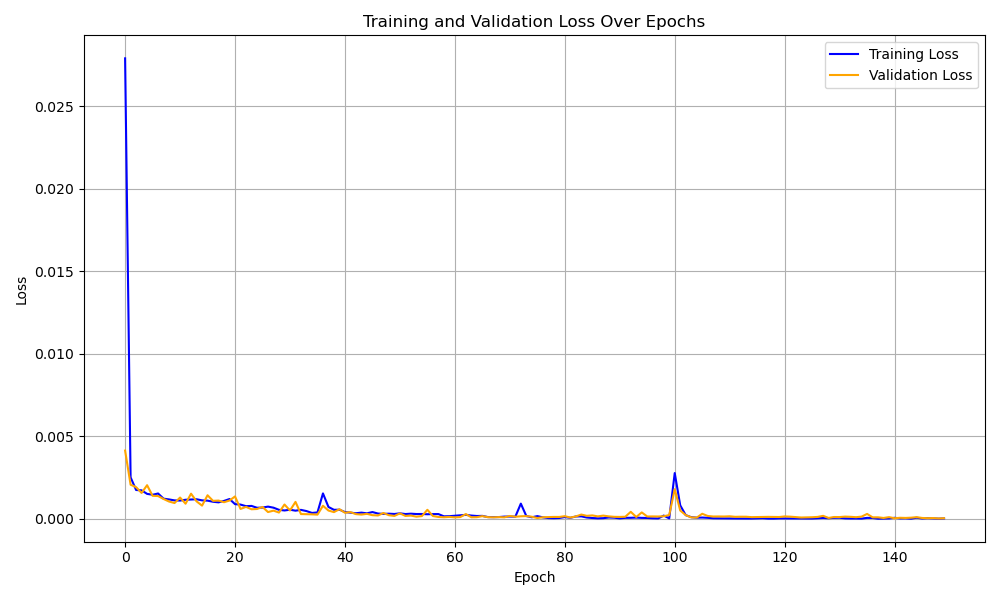 Training and Validation Loss Over Epochs
Training Loss
Validation Loss
0.025
0.020
0.015
0.010
0.005
0.000
Loss
0 20 40 60 80 100 120 140
Epoch